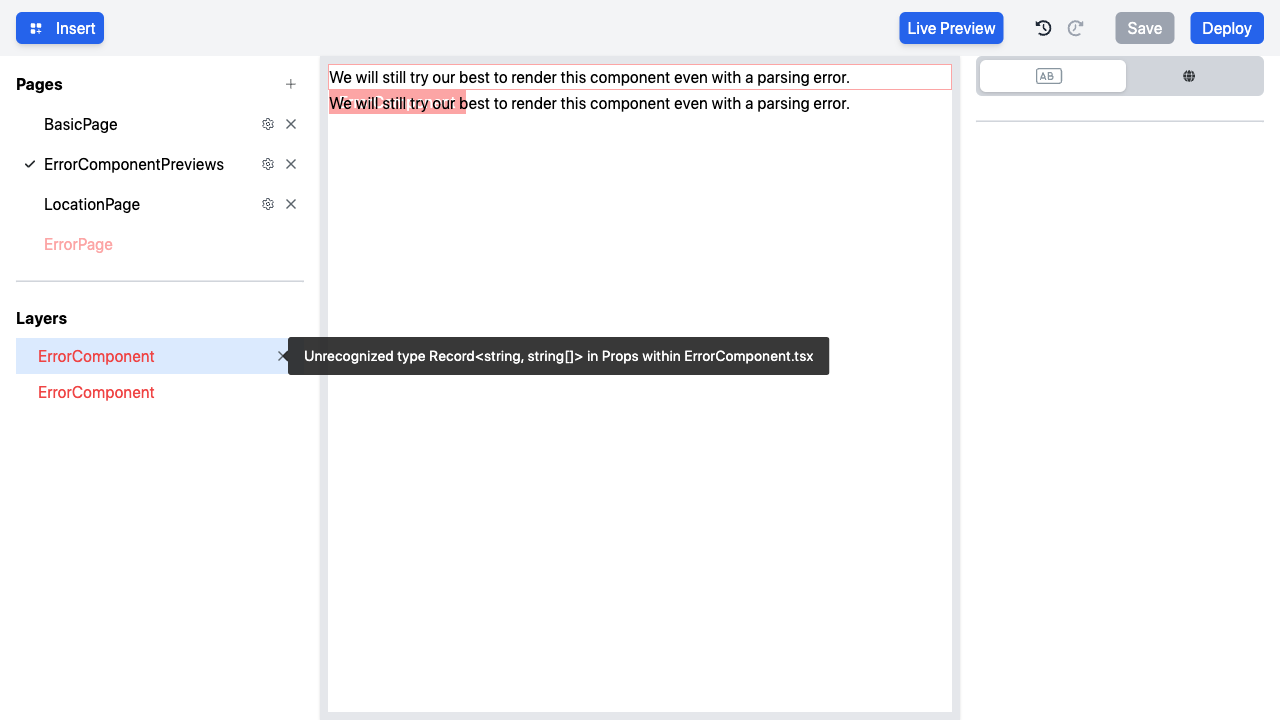 Insert
Live Preview
Save
Deploy
Pages
BasicPage
ErrorComponentPreviews
LocationPage
ErrorPage
Layers
ErrorComponent
ErrorComponent
We will still try our best to render this component even with a parsing error.
We will still try our best to render this component even with a parsing error.
Unrecognized type Record<string, string[]> in Props within ErrorComponent.tsx
AB